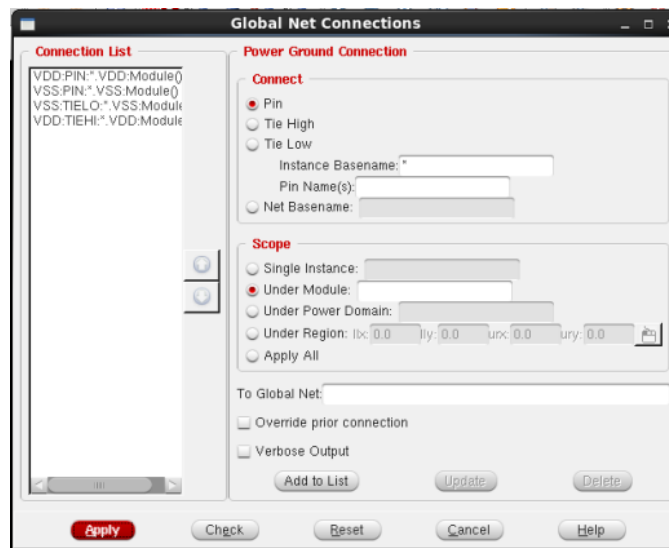 Global Net Connections
Connection List
VDD:PIN:*.VDD:Module()
VSS:PIN:*.VSS:Module()
VSS:TIELO:*.VSS:Module
VDD:TIEHI:*.VDD:Module
Power Ground Connection
Connect
Pin
Tie High
Tie Low
Instance Basename: *
Pin Name(s):
Net Basename:
Scope
Single Instance:
Under Module:
Under Power Domain:
Under Region: llx: 0.0 lly: 0.0 urx: 0.0 ury: 0.0
Apply All
To Global Net:
Override prior connection
Verbose Output
Add to List Update Delete
Apply Check Reset Cancel Help